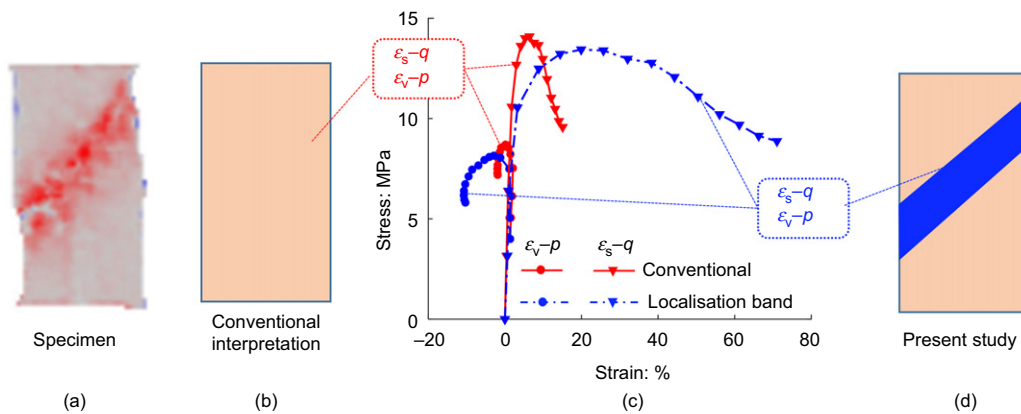 Specimen
(a)
Conventional
interpretation
(b)
εs–q
εv–p
Stress: MPa
15
10
5
0
–20
0
20
40
60
80
Strain: %
εv–p εs–q
Conventional
Localisation band
εs–q
εv–p
(c)
Present study
(d)